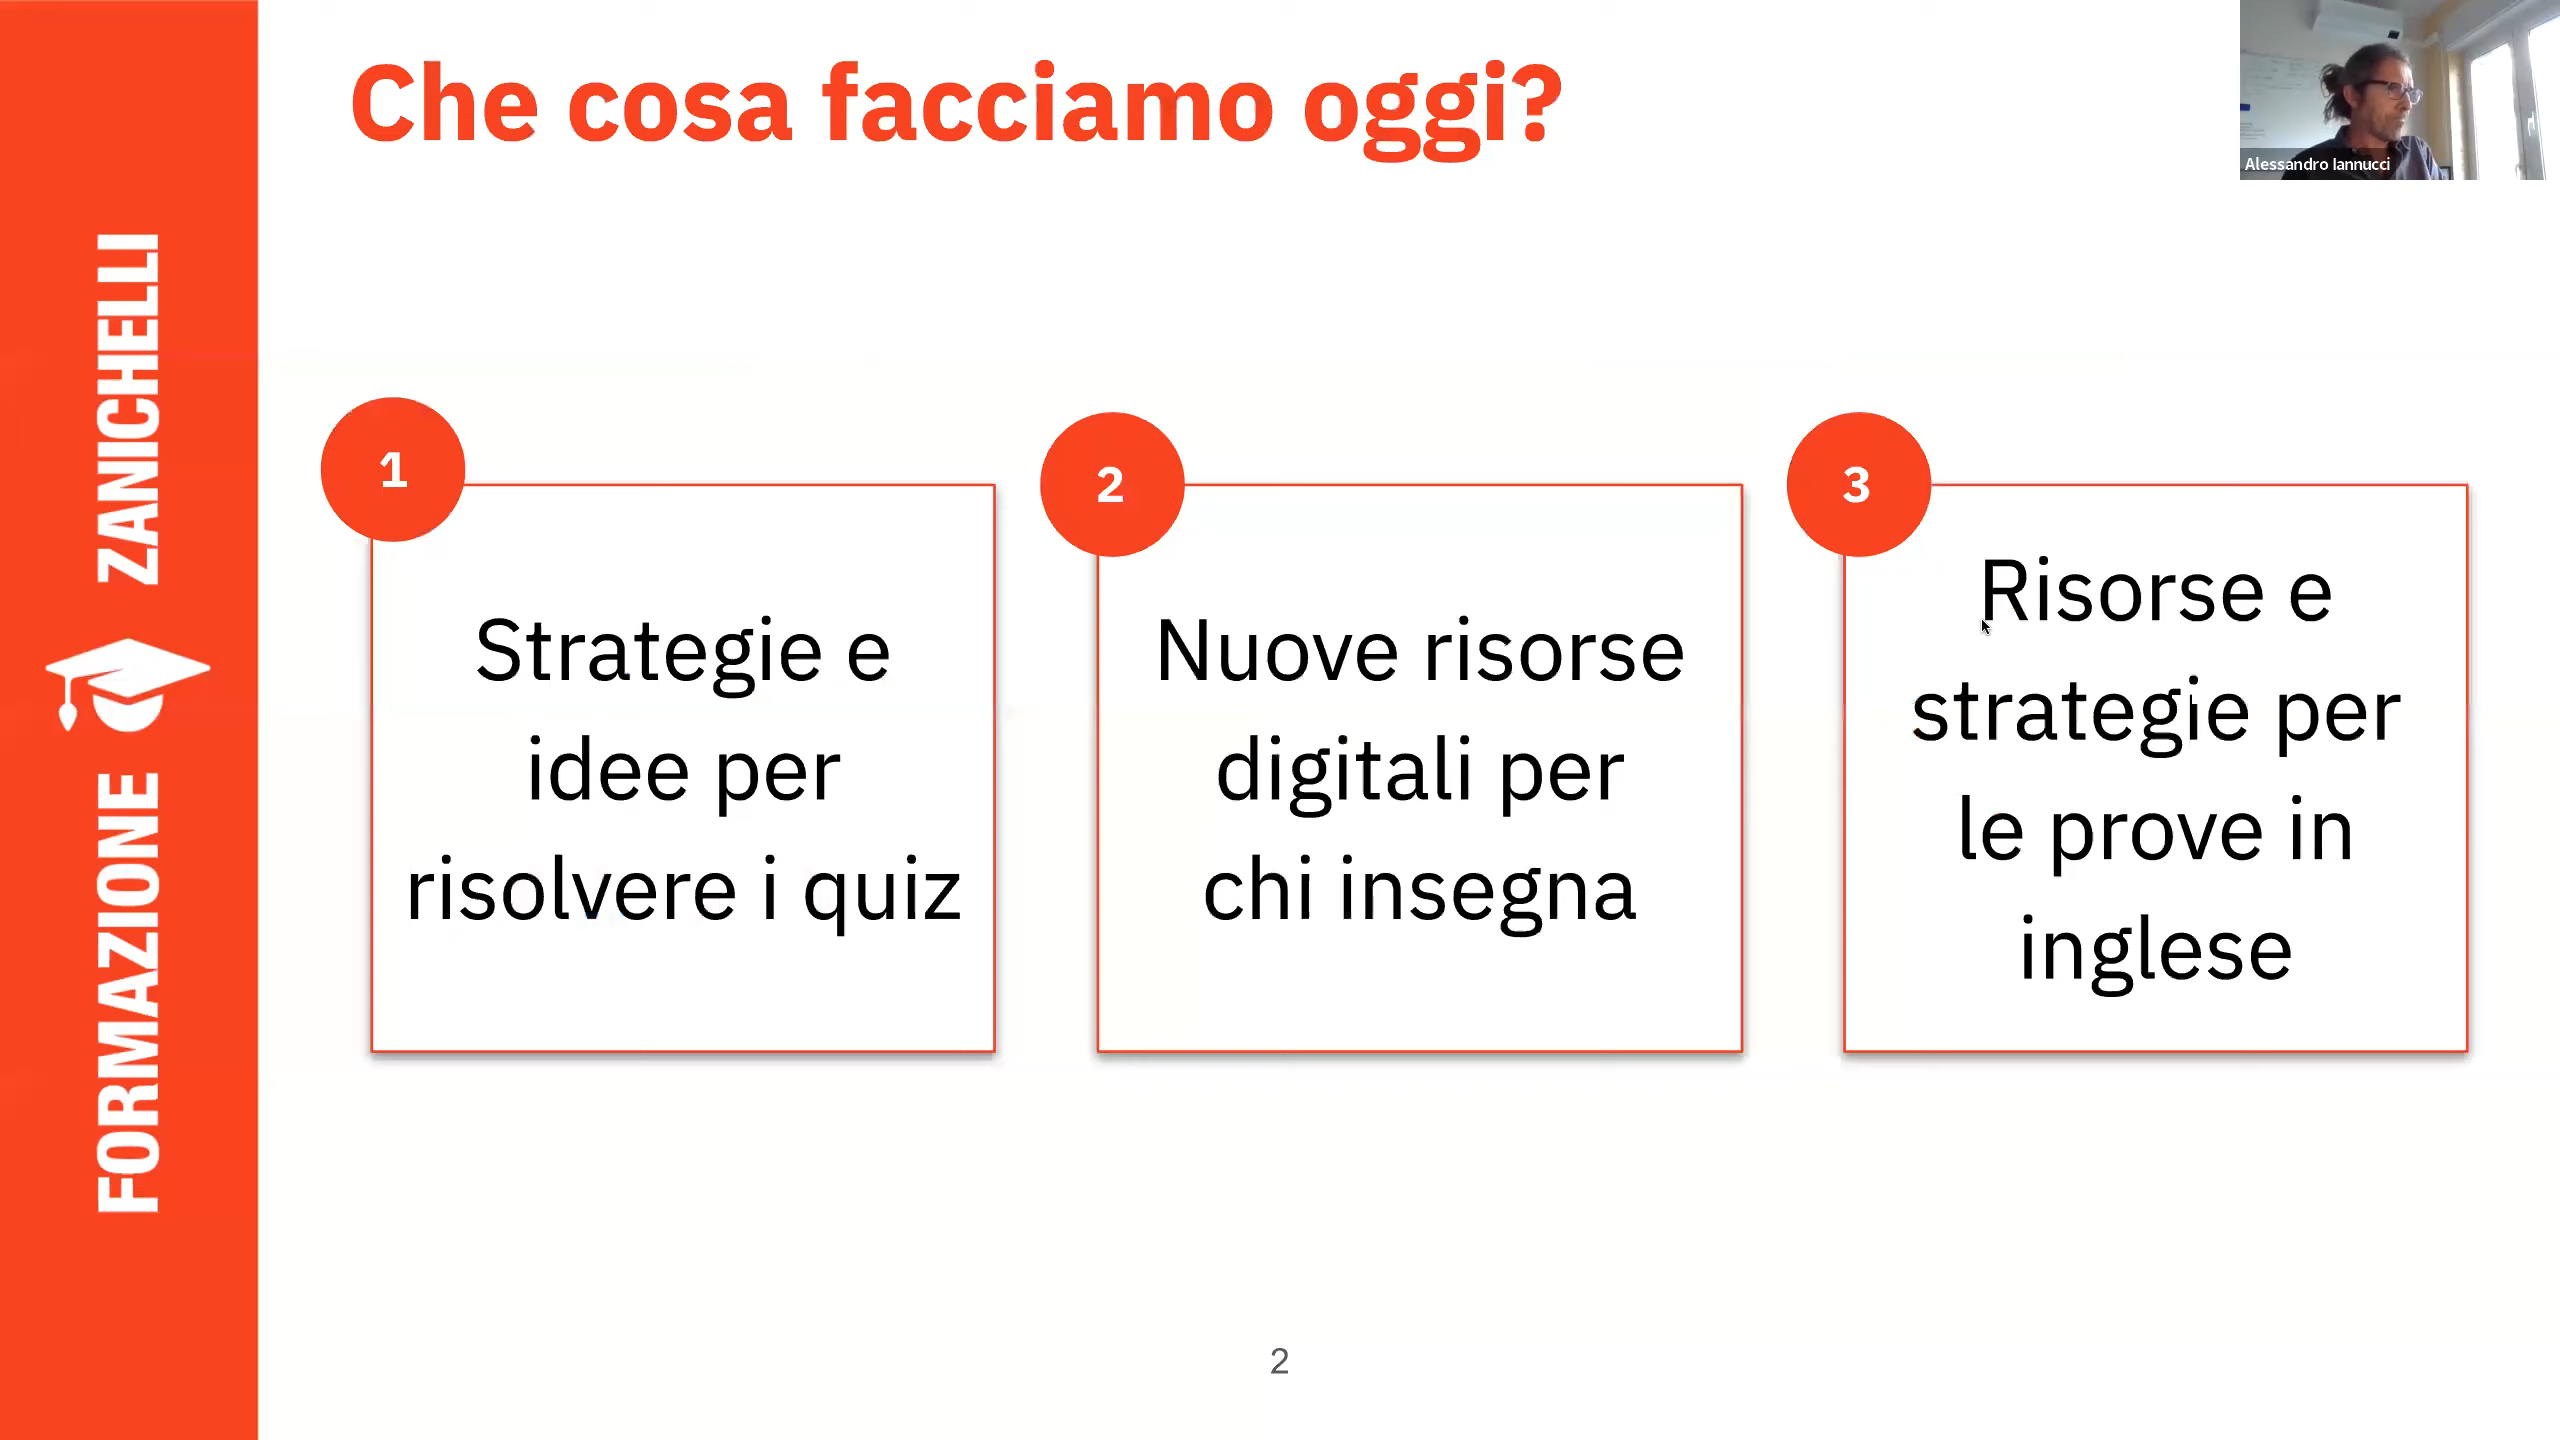 Che cosa facciamo oggi?
Alessandro Iannucci
FORMAZIONE ZANICHELLI
1
Strategie e
idee per
risolvere i quiz
2
Nuove risorse
digitali per
chi insegna
3
Risorse e
strategie per
le prove in
inglese
2